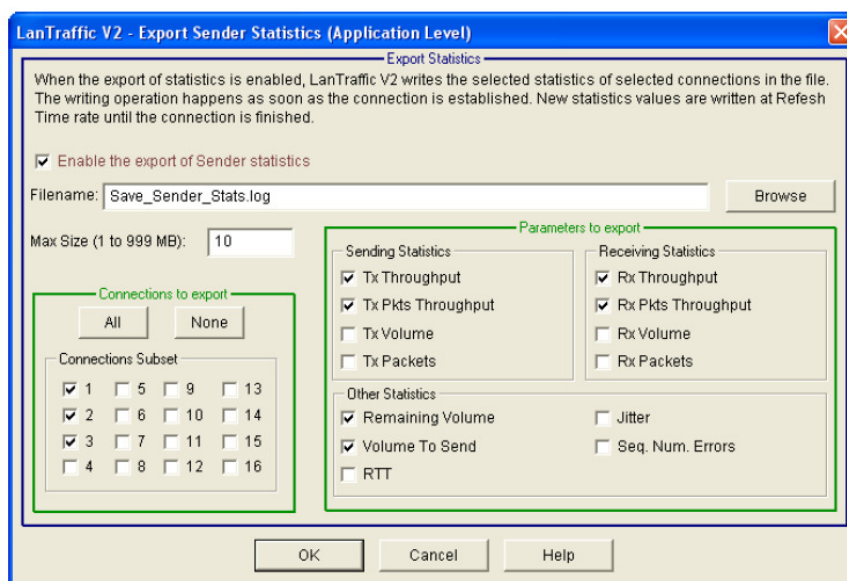 LanTraffic V2 - Export Sender Statistics (Application Level)
Export Statistics
When the export of statistics is enabled, LanTraffic V2 writes the selected statistics of selected connections in the file.
The writing operation happens as soon as the connection is established. New statistics values are written at Refesh
Time rate until the connection is finished.
Enable the export of Sender statistics
Filename: Save_Sender_Stats.log Browse
Max Size (1 to 999 MB): 10
Connections to export
All None
Connections Subset
1 5 9 13
2 6 10 14
3 7 11 15
4 8 12 16
Parameters to export
Sending Statistics
Tx Throughput
Tx Pkts Throughput
Tx Volume
Tx Packets
Receiving Statistics
Rx Throughput
Rx Pkts Throughput
Rx Volume
Rx Packets
Other Statistics
Remaining Volume Jitter
Volume To Send Seq. Num. Errors
RTT
OK Cancel Help